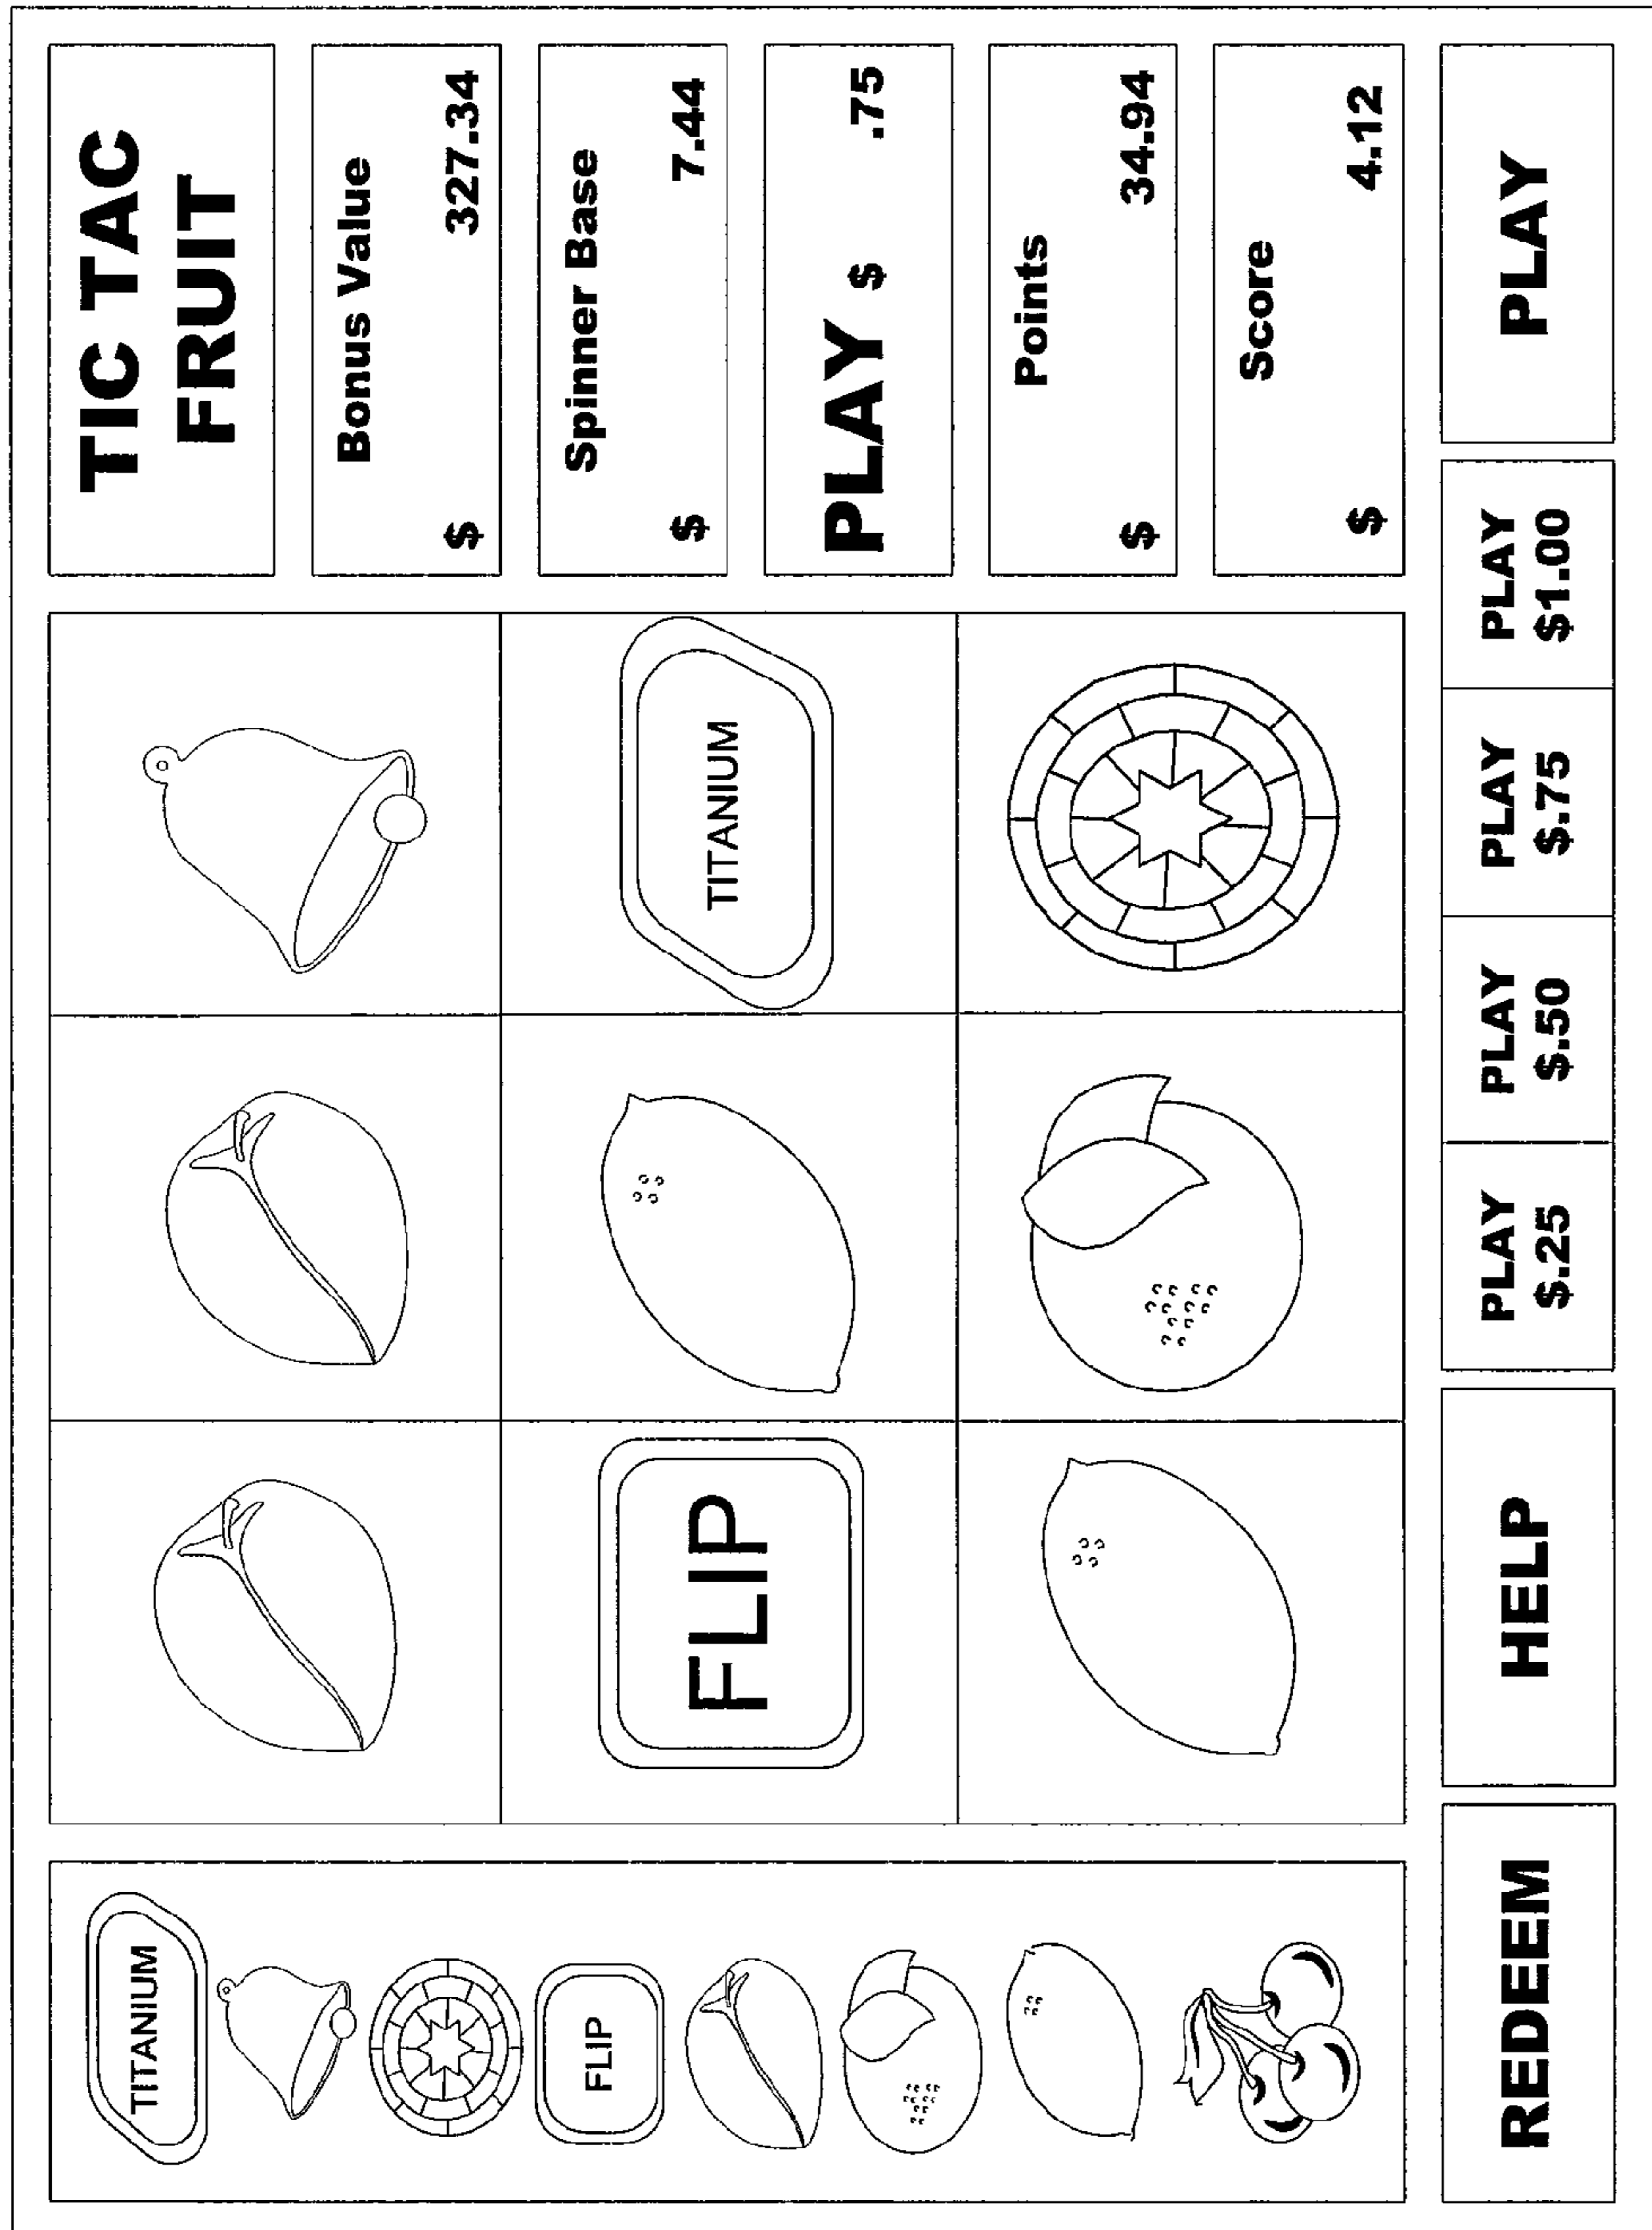 TITANIUM
FLIP
FLIP
TITANIUM
TIC TAC
FRUIT
Bonus Value
$ 327.34
Spinner Base
$ 7.44
PLAY $ .75
Points
$ 34.94
Score
$ 4.12
REDEEM
HELP
PLAY
$.25
PLAY
$.50
PLAY
$.75
PLAY
$1.00
PLAY